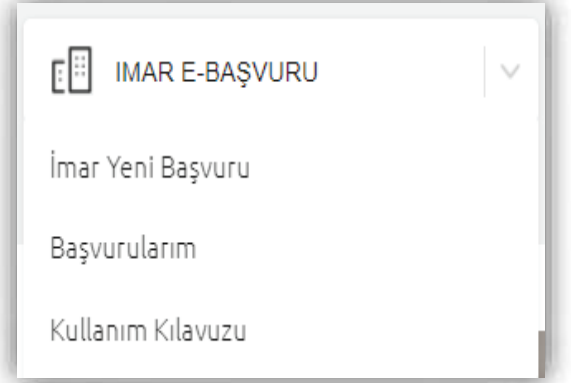 IMAR E-BAŞVURU
İmar Yeni Başvuru
Başvurularım
Kullanım Kılavuzu